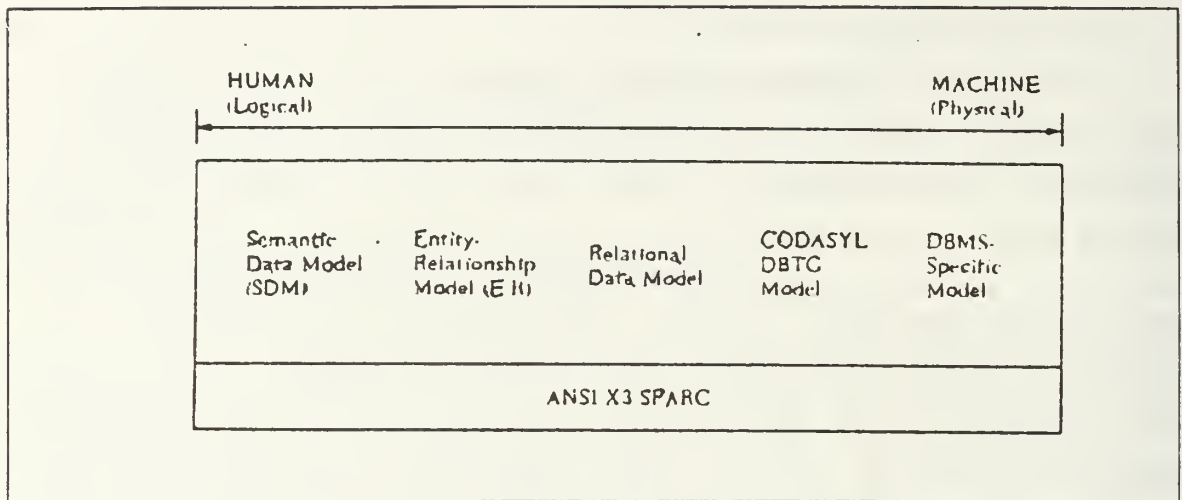 HUMAN
(Logical)
MACHINE
(Physical)
Semantic
Data Model
(SDM)
Entity-
Relationship
Model (E R)
Relational
Data Model
CODASYL
DBTG
Model
DBMS-
Specific
Model
ANSI X3 SPARC